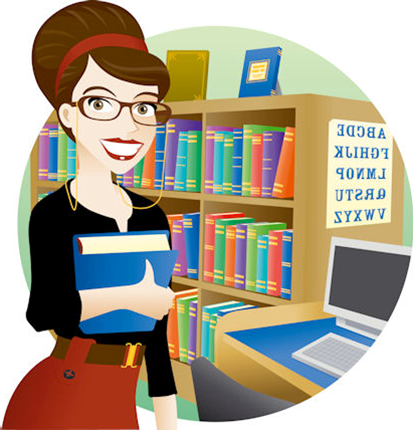 ABCDE
FGHIJK
LMNOP
QRSTU
VWXYZ